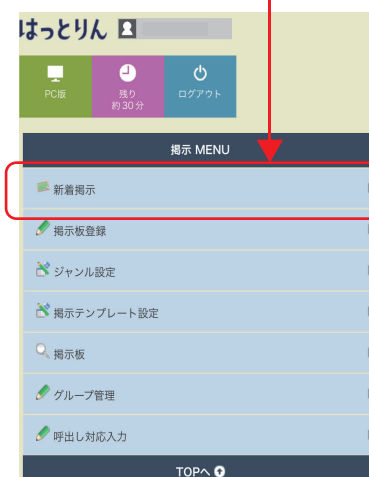 はっとりん
PC版
残り
約30分
ログアウト
掲示 MENU
新着掲示
掲示板登録
ジャンル設定
掲示テンプレート設定
掲示板
グループ管理
呼出し対応入力
TOPへ